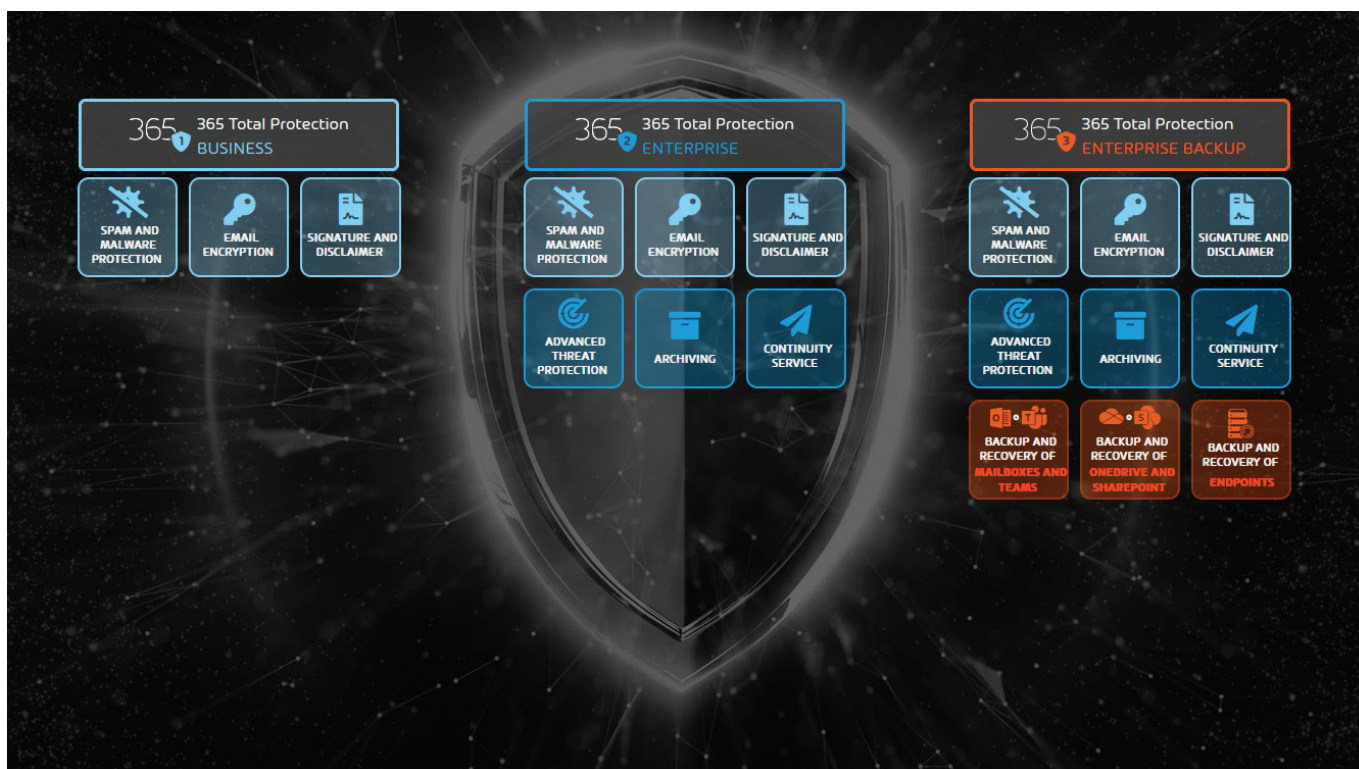 365
1
365 Total Protection
BUSINESS
SPAM AND
MALWARE
PROTECTION
EMAIL
ENCRYPTION
SIGNATURE AND
DISCLAIMER
365
2
365 Total Protection
ENTERPRISE
SPAM AND
MALWARE
PROTECTION
EMAIL
ENCRYPTION
SIGNATURE AND
DISCLAIMER
ADVANCED
THREAT
PROTECTION
ARCHIVING
CONTINUITY
SERVICE
365
3
365 Total Protection
ENTERPRISE BACKUP
SPAM AND
MALWARE
PROTECTION
EMAIL
ENCRYPTION
SIGNATURE AND
DISCLAIMER
ADVANCED
THREAT
PROTECTION
ARCHIVING
CONTINUITY
SERVICE
BACKUP AND
RECOVERY OF
MAILBOXES AND
TEAMS
BACKUP AND
RECOVERY OF
ONEDRIVE AND
SHAREPOINT
BACKUP AND
RECOVERY OF
ENDPOINTS